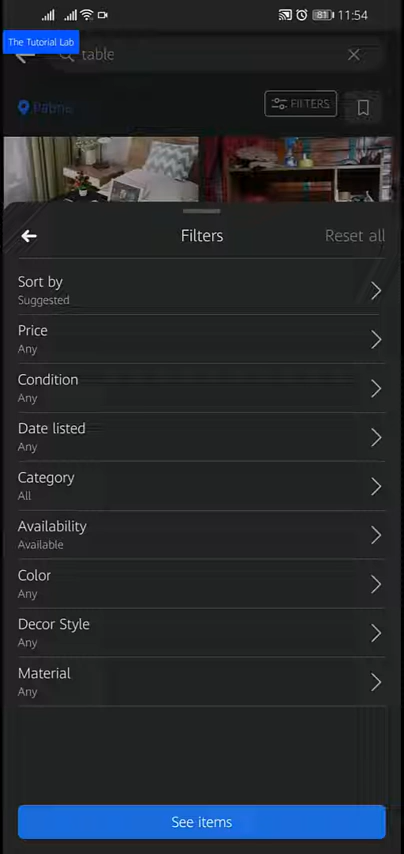 81 11:54
The Tutorial Lab
table
FILTERS
Filters
Reset all
Sort by
Suggested
Price
Any
Condition
Any
Date listed
Any
Category
All
Availability
Available
Color
Any
Decor Style
Any
Material
Any
See items